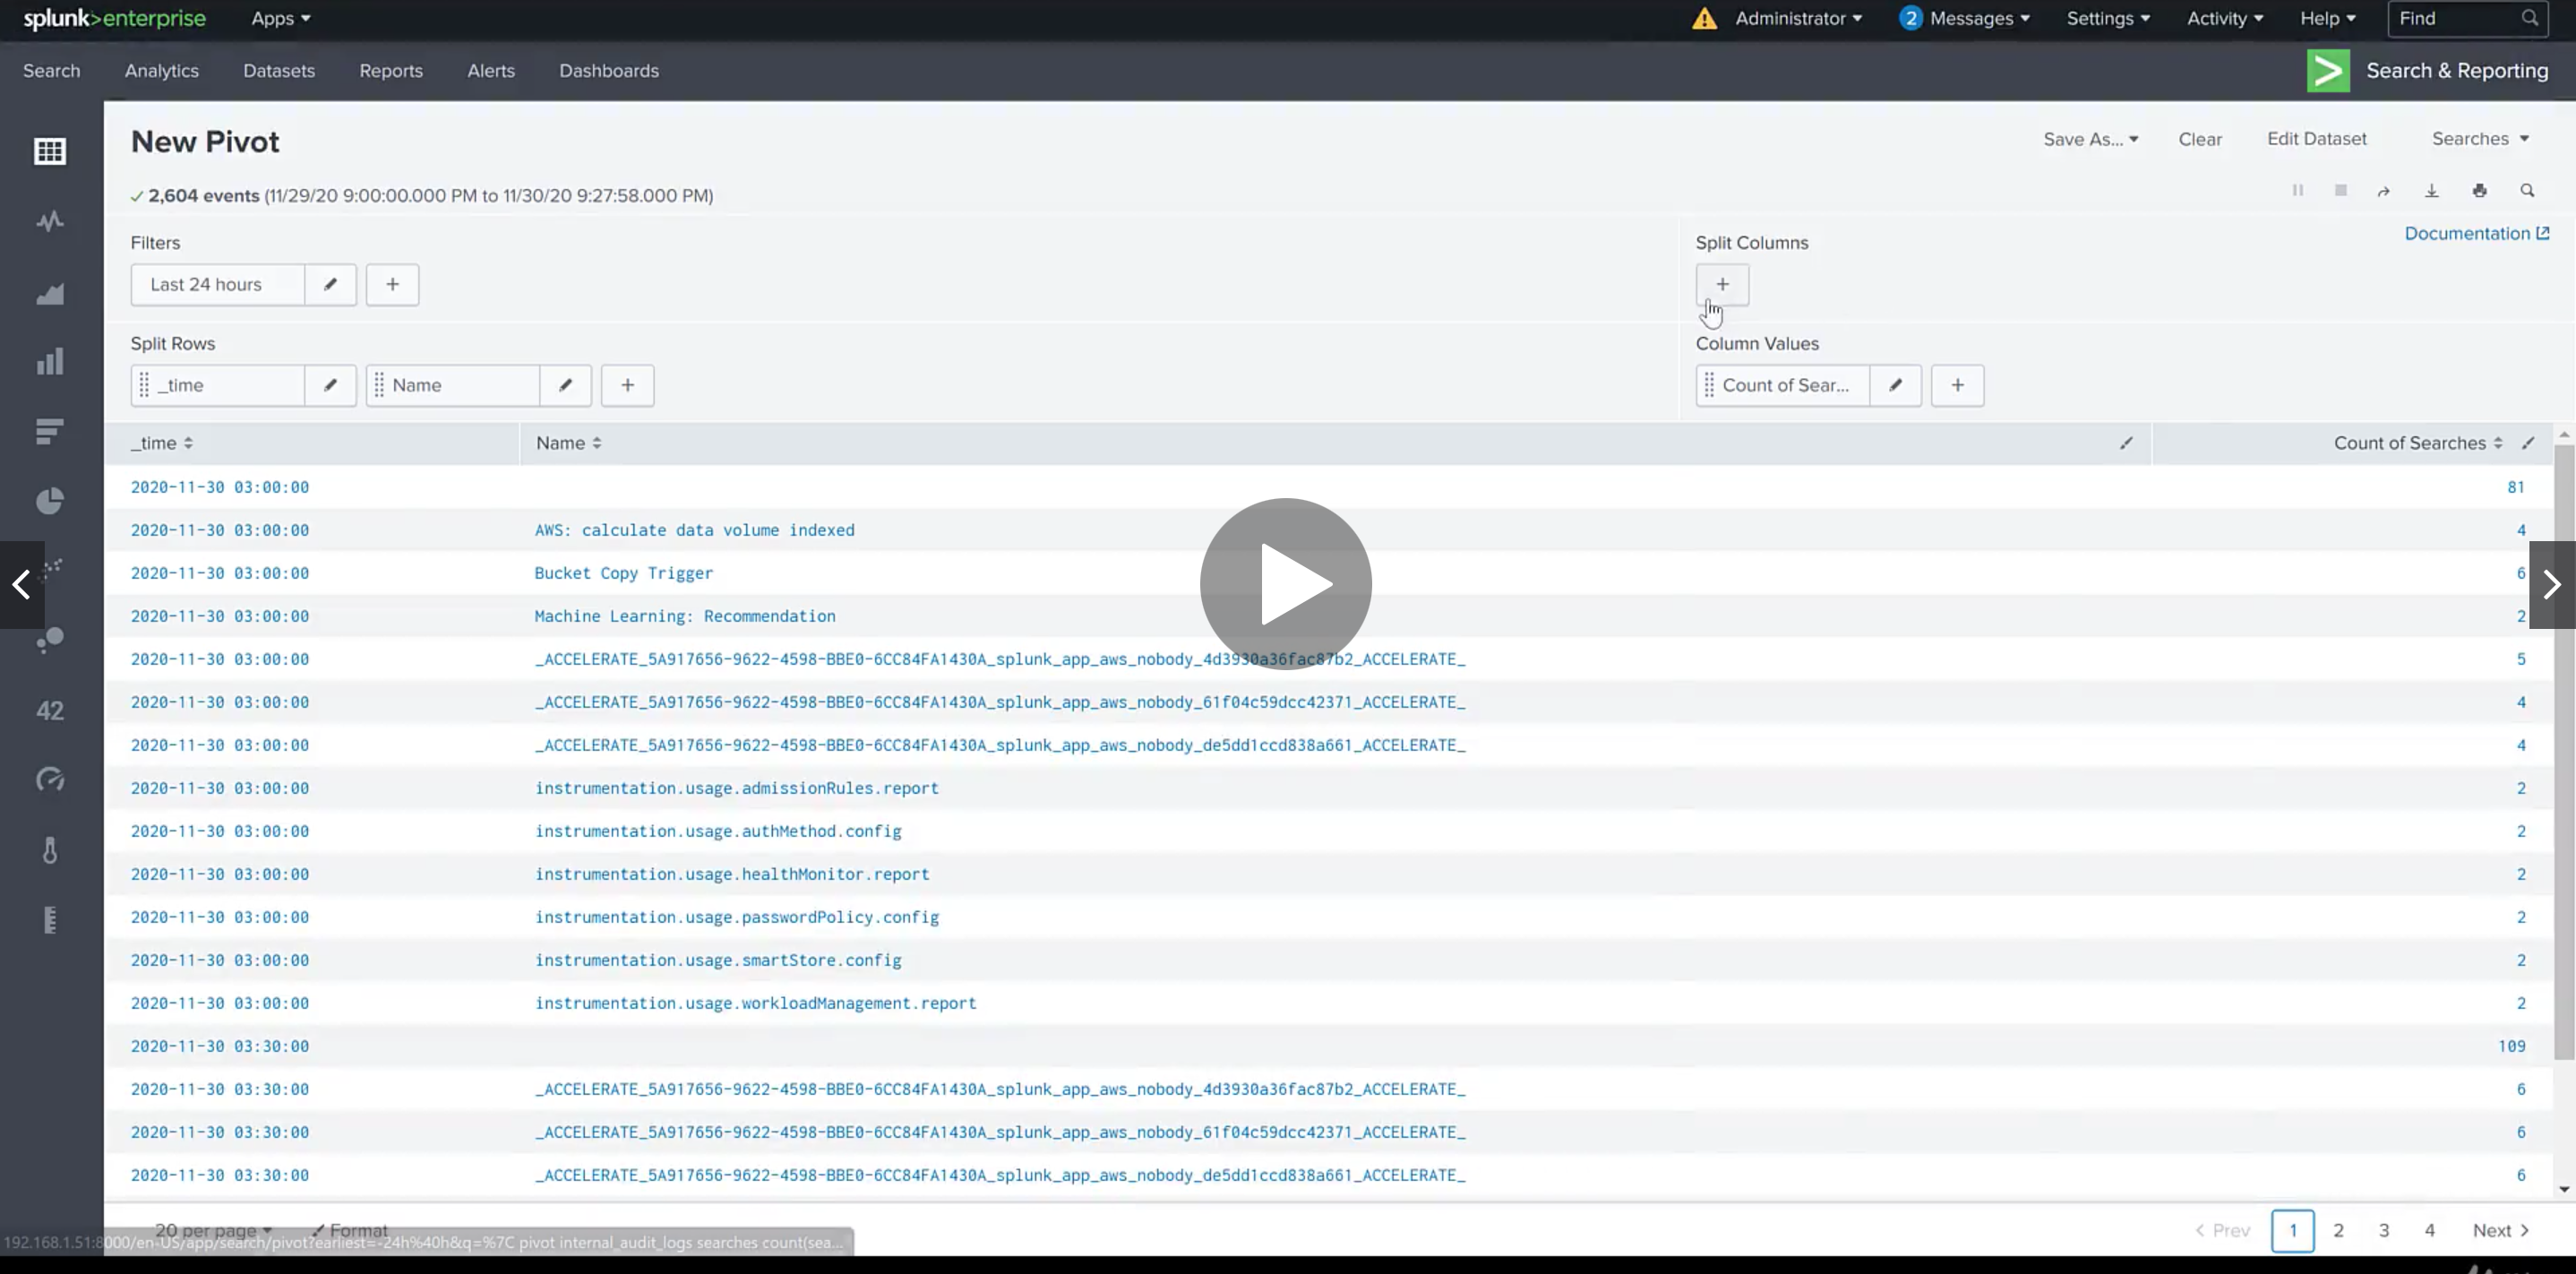 splunk>enterprise Apps Administrator 2 Messages Settings Activity Help Find
Search Analytics Datasets Reports Alerts Dashboards Search & Reporting
New Pivot Save As... Clear Edit Dataset Searches
2,604 events (11/29/20 9:00:00.000 PM to 11/30/20 9:27:58.000 PM)
Documentation
Filters Split Columns
Last 24 hours + +
Split Rows Column Values
_time Name + Count of Sear... +
_time Name Count of Searches
2020-11-30 03:00:00 81
2020-11-30 03:00:00 AWS: calculate data volume indexed 4
2020-11-30 03:00:00 Bucket Copy Trigger 6
2020-11-30 03:00:00 Machine Learning: Recommendation 2
2020-11-30 03:00:00 _ACCELERATE_5A917656-9622-4598-BBE0-6CC84FA1430A_splunk_app_aws_nobody_4d3930a36fac87b2_ACCELERATE_ 5
2020-11-30 03:00:00 _ACCELERATE_5A917656-9622-4598-BBE0-6CC84FA1430A_splunk_app_aws_nobody_61f04c59dcc42371_ACCELERATE_ 4
42
2020-11-30 03:00:00 _ACCELERATE_5A917656-9622-4598-BBE0-6CC84FA1430A_splunk_app_aws_nobody_de5dd1ccd838a661_ACCELERATE_ 4
2020-11-30 03:00:00 instrumentation.usage.admissionRules.report 2
2020-11-30 03:00:00 instrumentation.usage.authMethod.config 2
2020-11-30 03:00:00 instrumentation.usage.healthMonitor.report 2
2020-11-30 03:00:00 instrumentation.usage.passwordPolicy.config 2
2020-11-30 03:00:00 instrumentation.usage.smartStore.config 2
2020-11-30 03:00:00 instrumentation.usage.workloadManagement.report 2
2020-11-30 03:30:00 109
2020-11-30 03:30:00 _ACCELERATE_5A917656-9622-4598-BBE0-6CC84FA1430A_splunk_app_aws_nobody_4d3930a36fac87b2_ACCELERATE_ 6
2020-11-30 03:30:00 _ACCELERATE_5A917656-9622-4598-BBE0-6CC84FA1430A_splunk_app_aws_nobody_61f04c59dcc42371_ACCELERATE_ 6
2020-11-30 03:30:00 _ACCELERATE_5A917656-9622-4598-BBE0-6CC84FA1430A_splunk_app_aws_nobody_de5dd1ccd838a661_ACCELERATE_ 6
20 per page Format < Prev 1 2 3 4 Next >
192.168.1.51:8000/en-US/app/search/pivot?earliest=-24h%40h&q=%7C pivot internal_audit_logs searches count(sea...